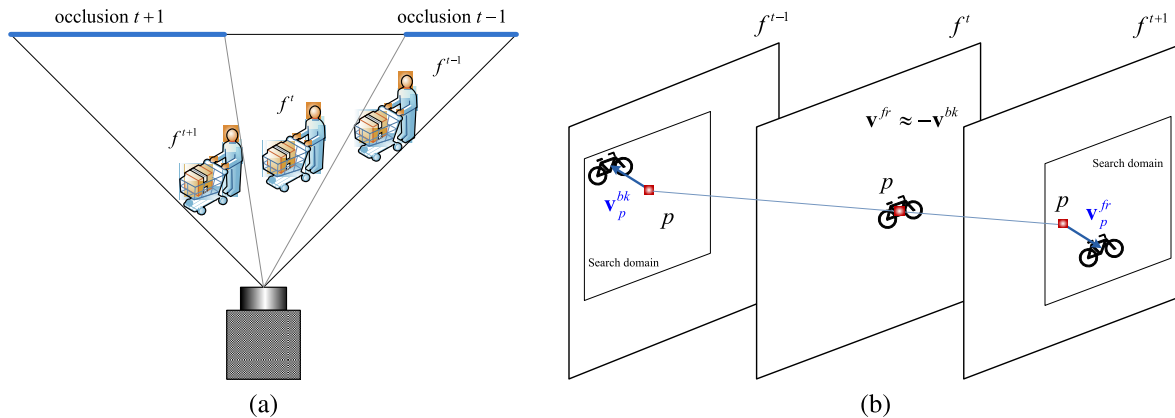 occlusion t+1
occlusion t−1
f^{t-1}
f^t
f^{t+1}
(a)
f^{t-1}
f^t
f^{t+1}
v^{fr} ≈ −v^{bk}
Search domain
p
p
v_p^{bk}
p
v_p^{fr}
Search domain
(b)